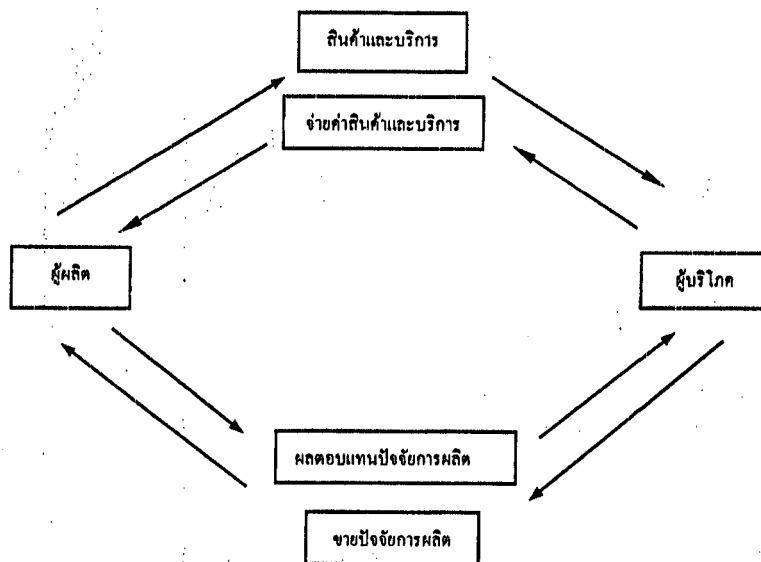 สินค้าและบริการ
จ่ายค่าสินค้าและบริการ
ผู้ผลิต
ผู้บริโภค
ผลตอบแทนปัจจัยการผลิต
ขายปัจจัยการผลิต